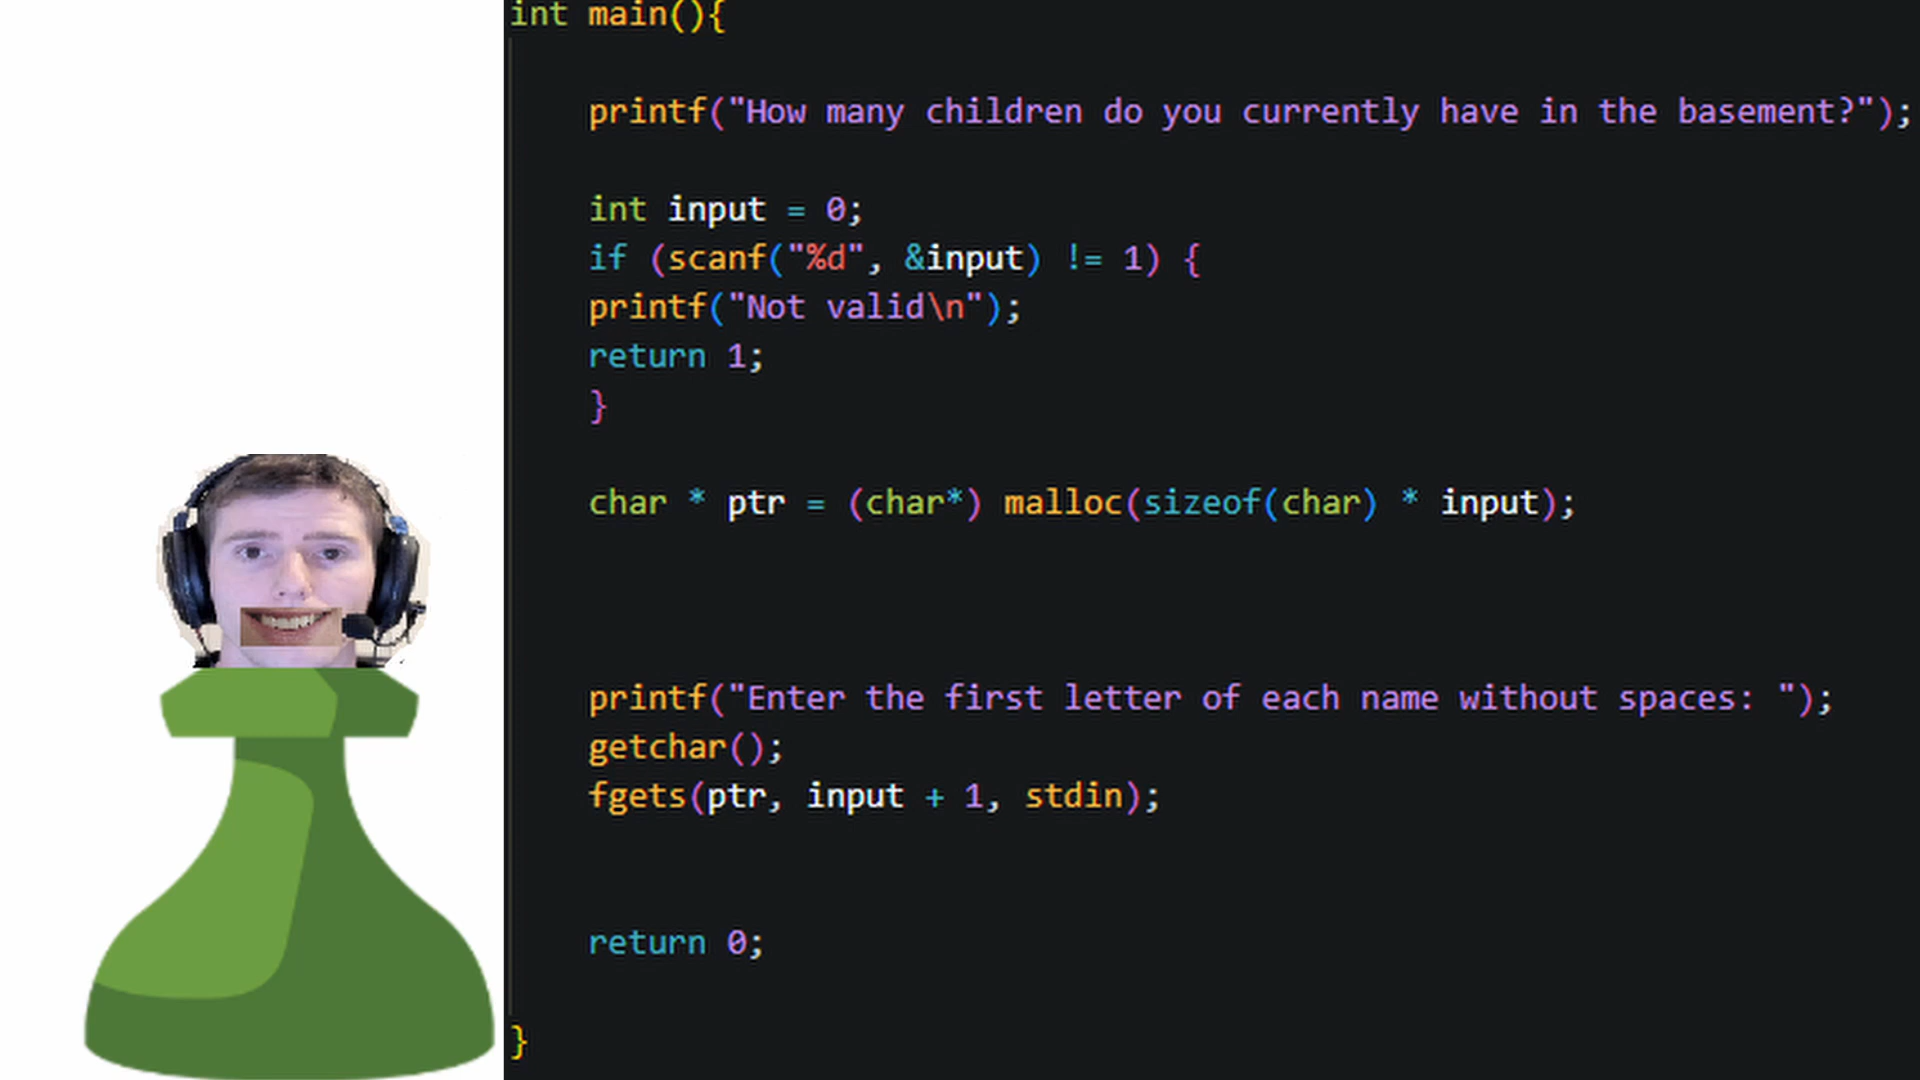 int main(){
printf("How many children do you currently have in the basement?");
int input = 0;
if (scanf("%d", &input) != 1) {
printf("Not valid\n");
return 1;
}
char * ptr = (char*) malloc(sizeof(char) * input);
printf("Enter the first letter of each name without spaces: ");
getchar();
fgets(ptr, input + 1, stdin);
return 0;
}